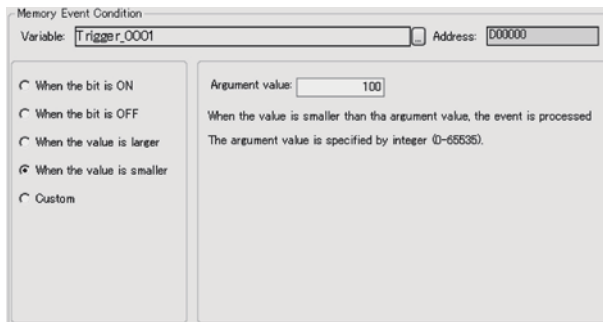 Memory Event Condition
Variable: Trigger_0001 ... Address: D00000
When the bit is ON
When the bit is OFF
When the value is larger
When the value is smaller
Custom
Argument value: 100
When the value is smaller than tha argument value, the event is processed
The argument value is specified by integer (0-65535).